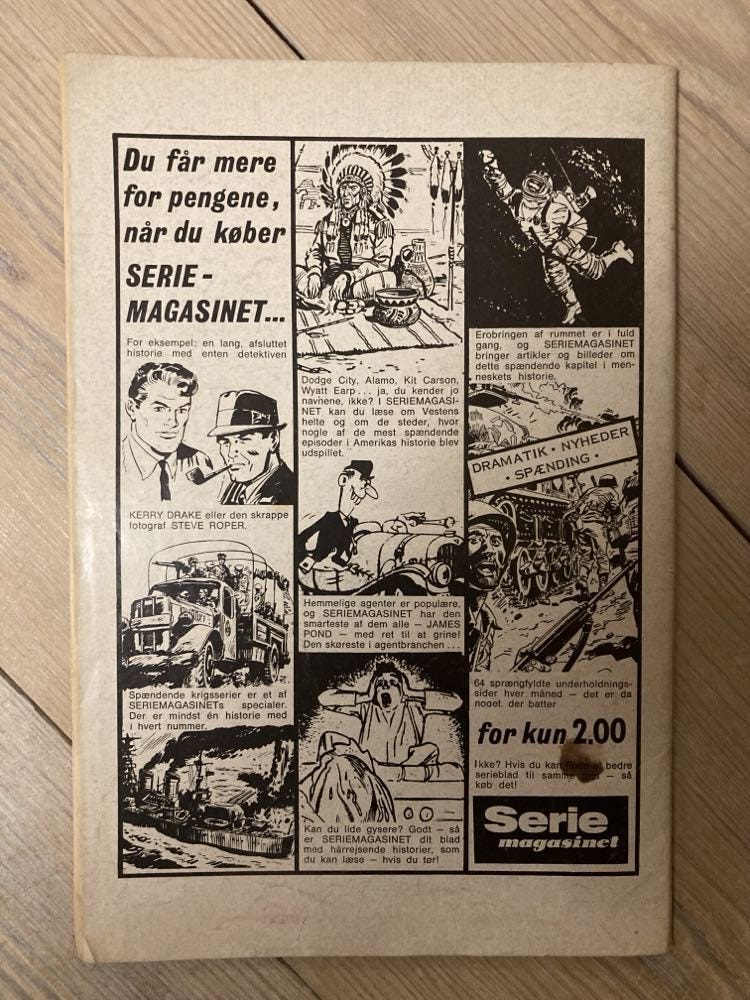 Du får mere
for pengene,
når du køber
SERIE-
MAGASINET...
For eksempel: en lang, afsluttet
historie med enten detektiven
KERRY DRAKE eller den skrappe
fotograf STEVE ROPER.
Spændende krigsserier er et af
SERIEMAGASINETs specialer.
Der er mindst én historie med
i hvert nummer.
Dodge City, Alamo, Kit Carson,
Wyatt Earp ... ja, du kender jo
navnene, ikke? I SERIEMAGASI-
NET kan du læse om Vestens
helte og om de steder, hvor
nogle af de mest spændende
episoder i Amerikas historie blev
udspillet.
Hemmelige agenter er populære,
og SERIEMAGASINET har den
smarteste af dem alle – JAMES
POND – med ret til at grine!
Den skøreste i agentbranchen ...
Kan du lide gysere? Godt – så
er SERIEMAGASINET dit blad
med hårrejsende historier, som
du kan læse – hvis du tør!
Erobringen af rummet er i fuld
gang, og SERIEMAGASINET
bringer artikler og billeder om
dette spændende kapitel i men-
neskets historie.
DRAMATIK · NYHEDER
· SPÆNDING ·
64 sprængfyldte underholdnings-
sider hver måned – det er da
noget, der batter
for kun 2.00
Ikke? Hvis du kan et bedre
serieblad til samme pris – så
køb det!
Serie
magasinet